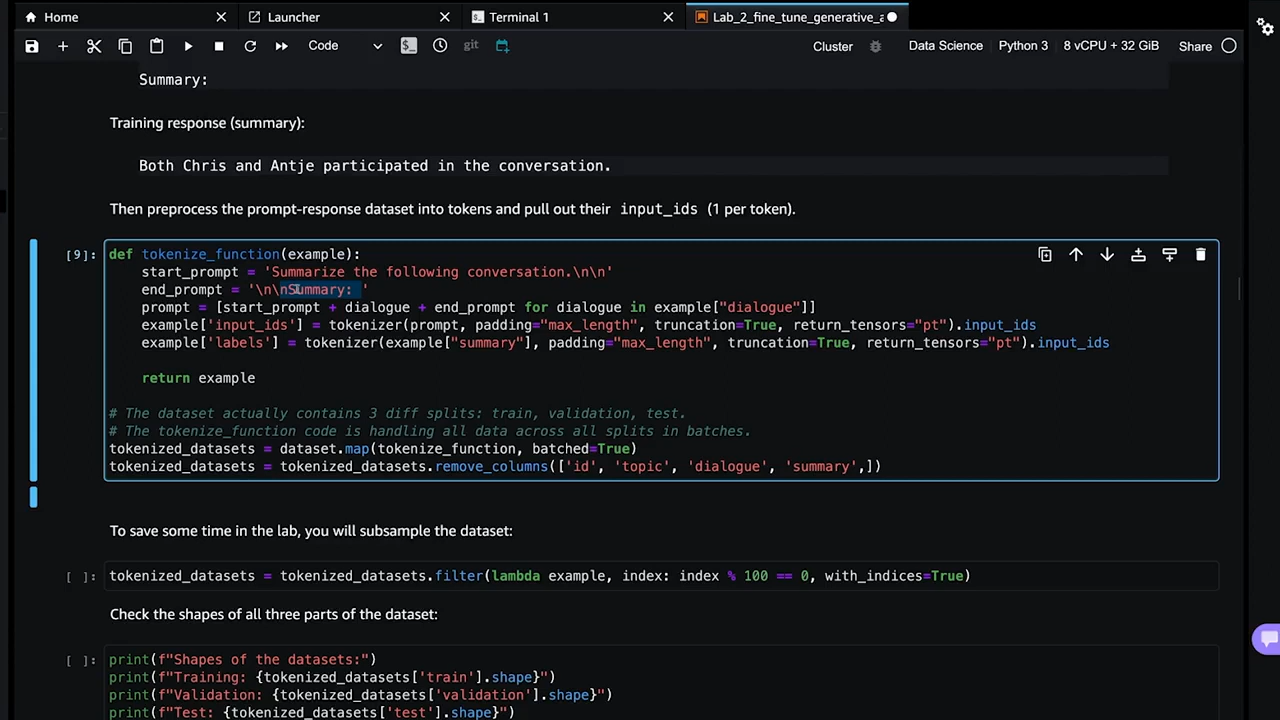 Home
Launcher
Terminal 1
Lab_2_fine_tune_generative_a
Code
git
Cluster
Data Science
Python 3
8 vCPU + 32 GiB
Share
Summary:
Training response (summary):
Both Chris and Antje participated in the conversation.
Then preprocess the prompt-response dataset into tokens and pull out their input_ids (1 per token).
[9]:
def tokenize_function(example):
    start_prompt = 'Summarize the following conversation.\n\n'
    end_prompt = '\n\nSummary: '
    prompt = [start_prompt + dialogue + end_prompt for dialogue in example["dialogue"]]
    example['input_ids'] = tokenizer(prompt, padding="max_length", truncation=True, return_tensors="pt").input_ids
    example['labels'] = tokenizer(example["summary"], padding="max_length", truncation=True, return_tensors="pt").input_ids
    return example
# The dataset actually contains 3 diff splits: train, validation, test.
# The tokenize_function code is handling all data across all splits in batches.
tokenized_datasets = dataset.map(tokenize_function, batched=True)
tokenized_datasets = tokenized_datasets.remove_columns(['id', 'topic', 'dialogue', 'summary',])
To save some time in the lab, you will subsample the dataset:
[ ]:
tokenized_datasets = tokenized_datasets.filter(lambda example, index: index % 100 == 0, with_indices=True)
Check the shapes of all three parts of the dataset:
[ ]:
print(f"Shapes of the datasets:")
print(f"Training: {tokenized_datasets['train'].shape}")
print(f"Validation: {tokenized_datasets['validation'].shape}")
print(f"Test: {tokenized_datasets['test'].shape}")